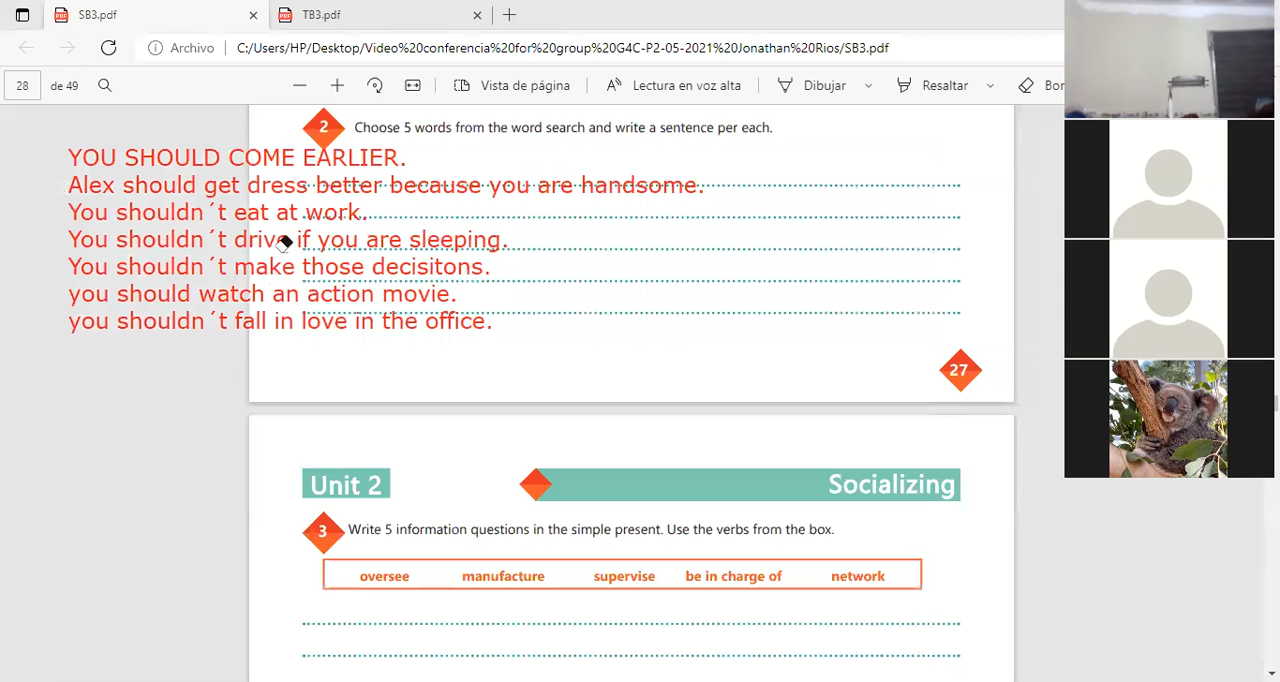 SB3.pdf
TB3.pdf
Archivo
C:/Users/HP/Desktop/Video%20conferencia%20for%20group%20G4C-P2-05-2021%20Jonathan%20Rios/SB3.pdf
28 de 49
Vista de página
Lectura en voz alta
Dibujar
Resaltar
Bor
2 Choose 5 words from the word search and write a sentence per each.
YOU SHOULD COME EARLIER.
Alex should get dress better because you are handsome.
You shouldn´t eat at work.
You shouldn´t drive if you are sleeping.
You shouldn´t make those decisitons.
you should watch an action movie.
you shouldn´t fall in love in the office.
27
Unit 2
Socializing
3 Write 5 information questions in the simple present. Use the verbs from the box.
oversee manufacture supervise be in charge of network